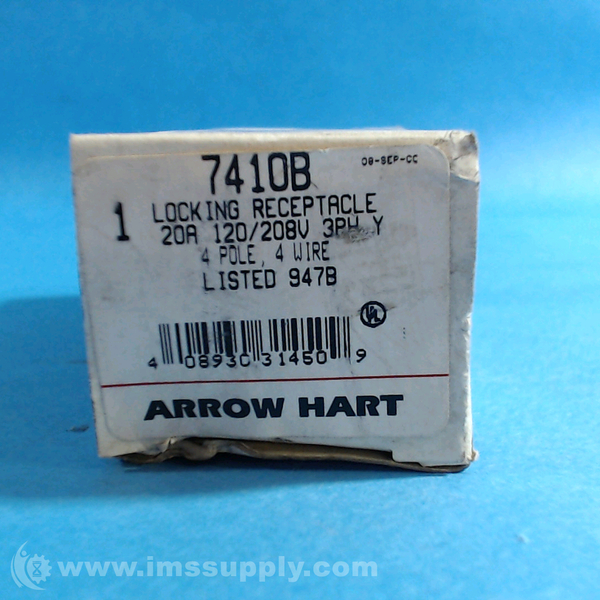 7410B 08-SEP-CC
1 LOCKING RECEPTACLE
20A 120/208V 3PH Y
4 POLE, 4 WIRE
LISTED 947B
UL
4 08930 31450 9
ARROW HART
www.imssupply.com